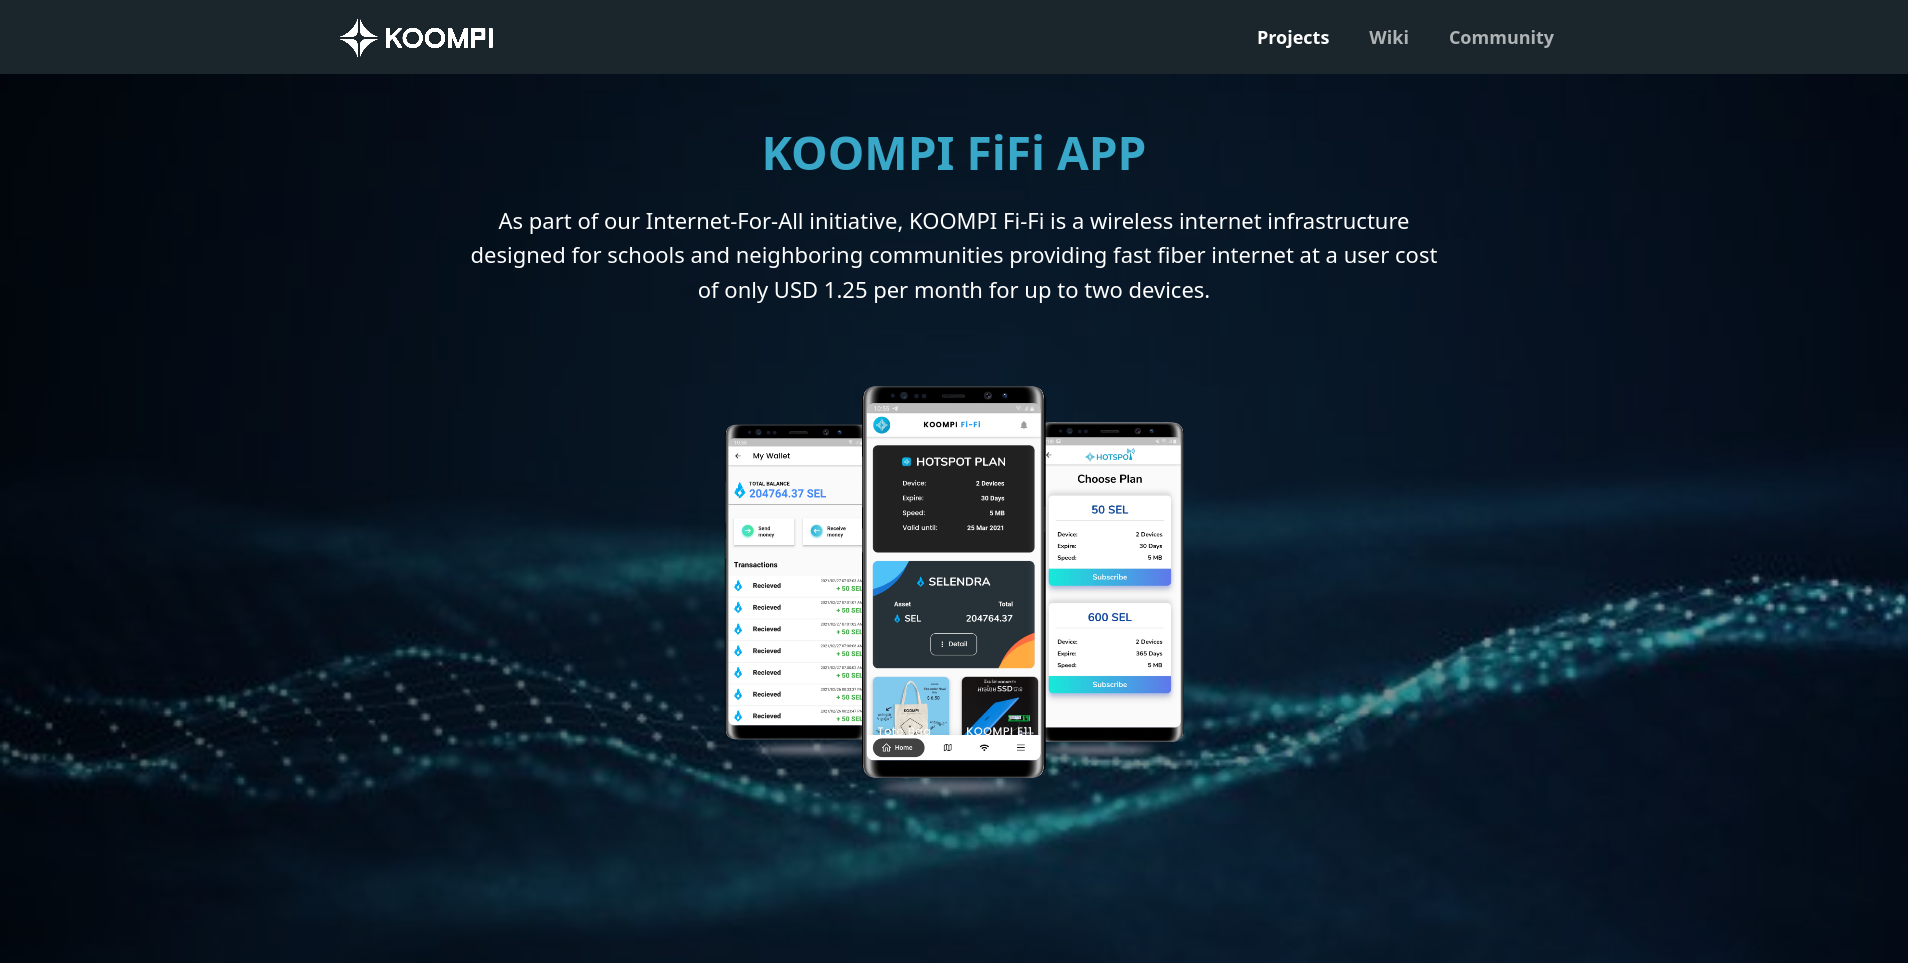 KOOMPI
Projects
Wiki
Community
KOOMPI FiFi APP
As part of our Internet-For-All initiative, KOOMPI Fi-Fi is a wireless internet infrastructure
designed for schools and neighboring communities providing fast fiber internet at a user cost
of only USD 1.25 per month for up to two devices.
My Wallet
TOTAL BALANCE
204764.37 SEL
Send
money
Receive
money
Transactions
Recieved
+ 50 SEL
Recieved
+ 50 SEL
Recieved
+ 50 SEL
Recieved
+ 50 SEL
Recieved
+ 50 SEL
Recieved
+ 50 SEL
Recieved
+ 50 SEL
KOOMPI Fi-Fi
HOTSPOT PLAN
Device: 2 Devices
Expire: 30 Days
Speed: 5 MB
Valid until: 25 Mar 2021
SELENDRA
Asset Total
SEL 204764.37
Detail
KOOMPI
SSD
KOOMPI
Home
HOTSPOT
Choose Plan
50 SEL
Device: 2 Devices
Expire: 30 Days
Speed: 5 MB
Subscribe
600 SEL
Device: 2 Devices
Expire: 365 Days
Speed: 5 MB
Subscribe